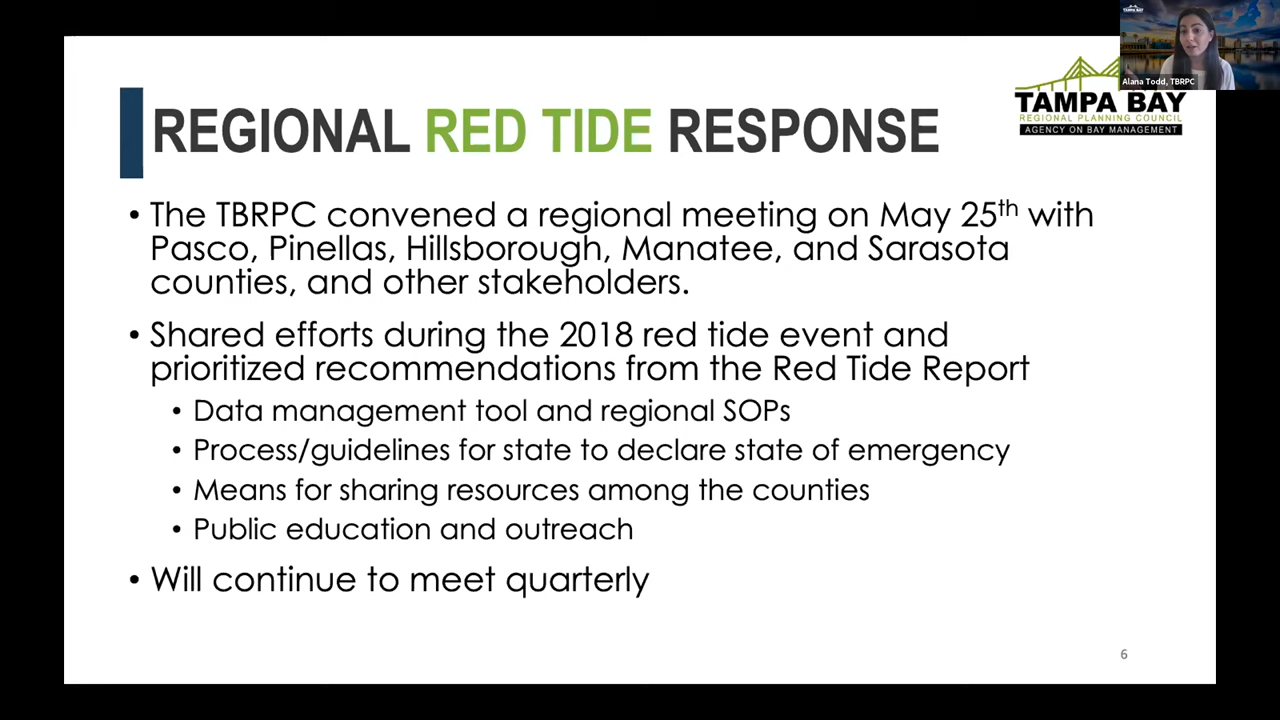 REGIONAL RED TIDE RESPONSE
TAMPA BAY
REGIONAL PLANNING COUNCIL
AGENCY ON BAY MANAGEMENT
TAMPA BAY
Alana Todd, TBRPC
• The TBRPC convened a regional meeting on May 25th with
Pasco, Pinellas, Hillsborough, Manatee, and Sarasota
counties, and other stakeholders.
• Shared efforts during the 2018 red tide event and
prioritized recommendations from the Red Tide Report
• Data management tool and regional SOPs
• Process/guidelines for state to declare state of emergency
• Means for sharing resources among the counties
• Public education and outreach
• Will continue to meet quarterly
6